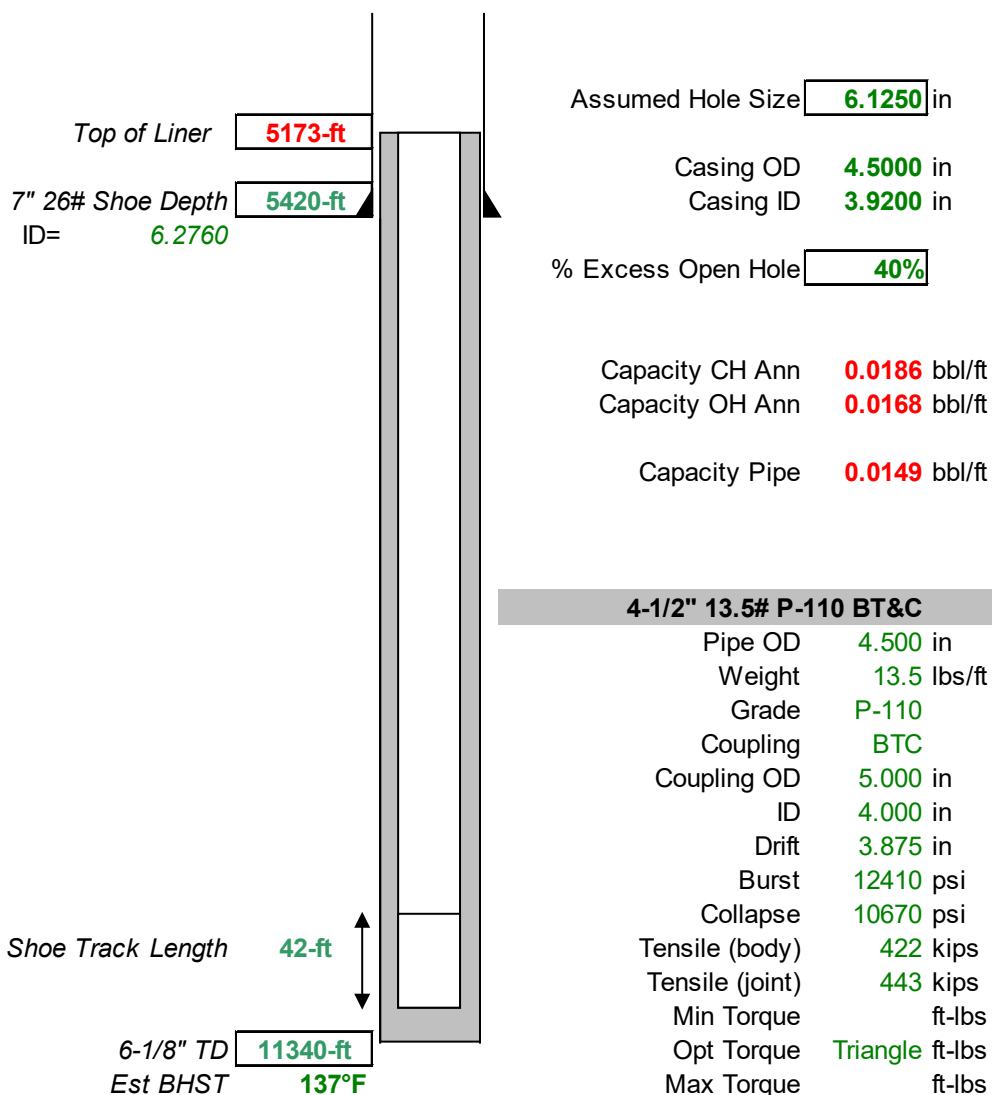 Assumed Hole Size 6.1250 in
Top of Liner 5173-ft
Casing OD 4.5000 in
7" 26# Shoe Depth 5420-ft
Casing ID 3.9200 in
ID= 6.2760
% Excess Open Hole 40%
Capacity CH Ann 0.0186 bbl/ft
Capacity OH Ann 0.0168 bbl/ft
Capacity Pipe 0.0149 bbl/ft
4-1/2" 13.5# P-110 BT&C
Pipe OD 4.500 in
Weight 13.5 lbs/ft
Grade P-110
Coupling BTC
Coupling OD 5.000 in
ID 4.000 in
Drift 3.875 in
Burst 12410 psi
Collapse 10670 psi
Shoe Track Length 42-ft
Tensile (body) 422 kips
Tensile (joint) 443 kips
Min Torque ft-lbs
6-1/8" TD 11340-ft
Opt Torque Triangle ft-lbs
Est BHST 137°F
Max Torque ft-lbs